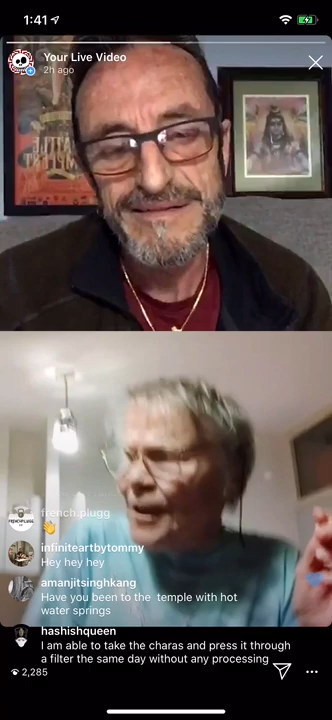 1:41
Your Live Video
2h ago
french.plugg
👋
infiniteartbytommy
Hey hey hey
amanjitsinghkang
Have you been to the temple with hot
water springs
hashishqueen
I am able to take the charas and press it through
a filter the same day without any processing
2,285